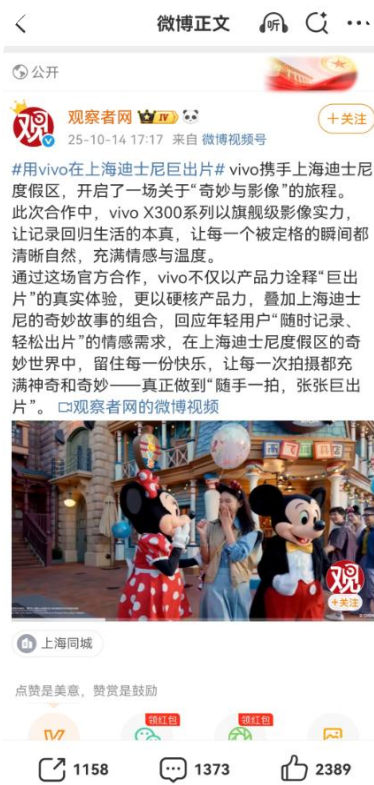 微博正文
听
公开
观察者网
IV
+关注
25-10-14 17:17 来自 微博视频号
#用vivo在上海迪士尼巨出片# vivo携手上海迪士尼
度假区，开启了一场关于“奇妙与影像”的旅程。
此次合作中，vivo X300系列以旗舰级影像实力，
让记录回归生活的本真，让每一个被定格的瞬间都
清晰自然，充满情感与温度。
通过这场官方合作，vivo不仅以产品力诠释“巨出
片”的真实体验，更以硬核产品力，叠加上海迪士
尼的奇妙故事的组合，回应年轻用户“随时记录、
轻松出片”的情感需求，在上海迪士尼度假区的奇
妙世界中，留住每一份快乐，让每一次拍摄都充
满神奇和奇妙——真正做到“随手一拍，张张巨出
片”。 观察者网的微博视频
观
+关注
上海同城
点赞是美意，赞赏是鼓励
领红包
领红包
1158
1373
2389